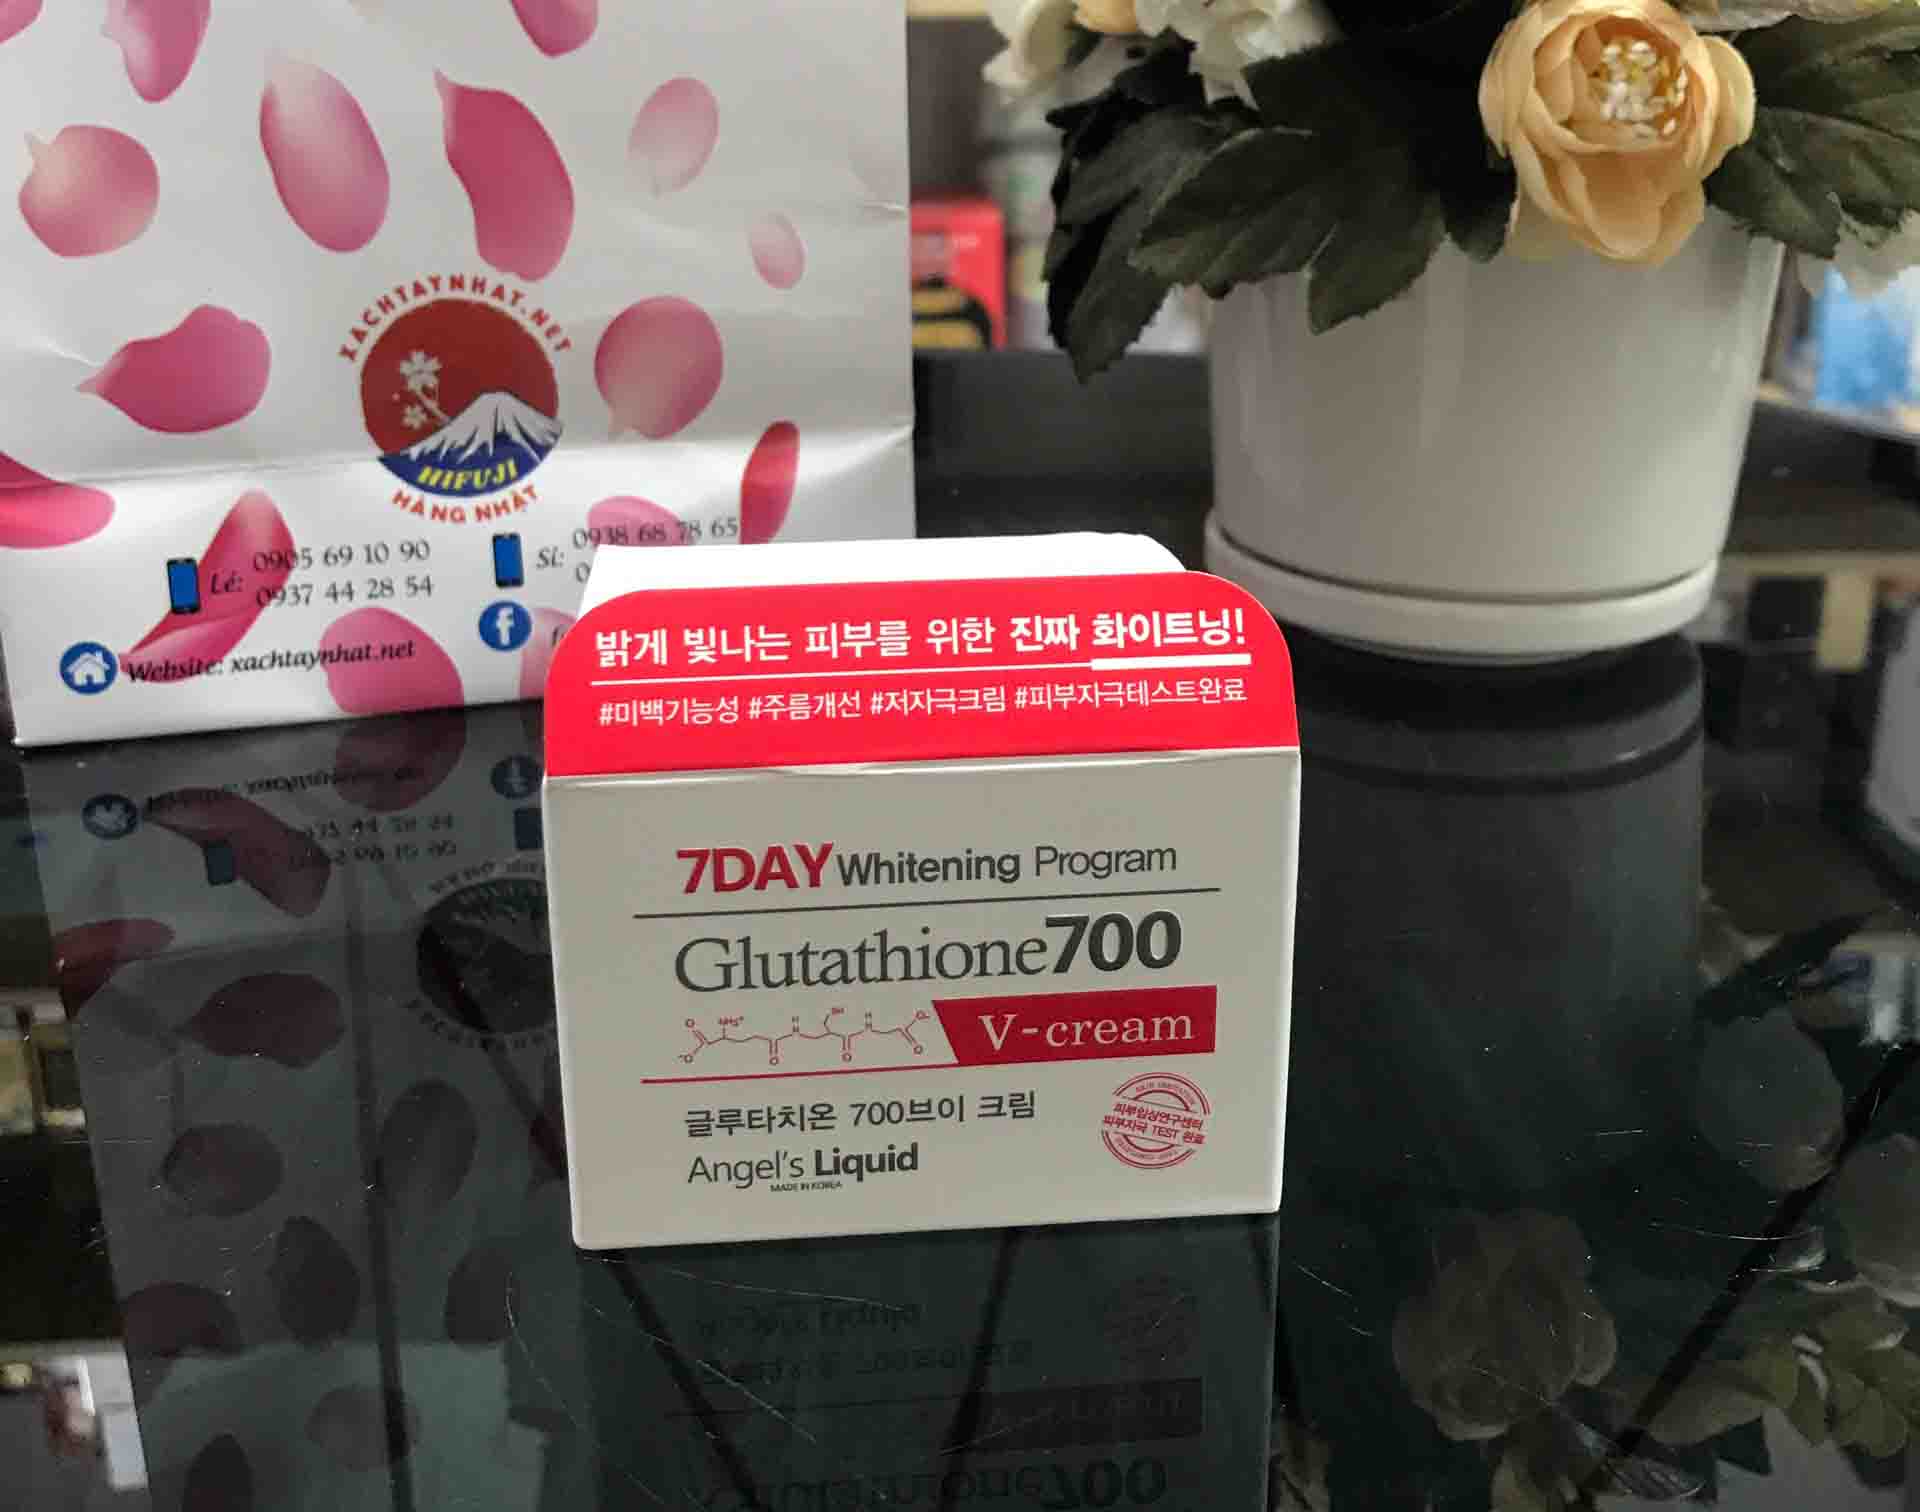 XACHTAYNHAT.NET
HIFUJI
HÀNG NHẬT
Lẻ: 0905 69 10 90
0937 44 28 54
Sỉ: 0938 68 78 65
Website: xachtaynhat.net
f
밝게 빛나는 피부를 위한 진짜 화이트닝!
#미백기능성 #주름개선 #저자극크림 #피부자극테스트완료
7DAY Whitening Program
Glutathione700
V-cream
글루타치온 700브이 크림
Angel's Liquid
MADE IN KOREA
SKIN IRRITATION
피부임상연구센터
피부자극 TEST 완료